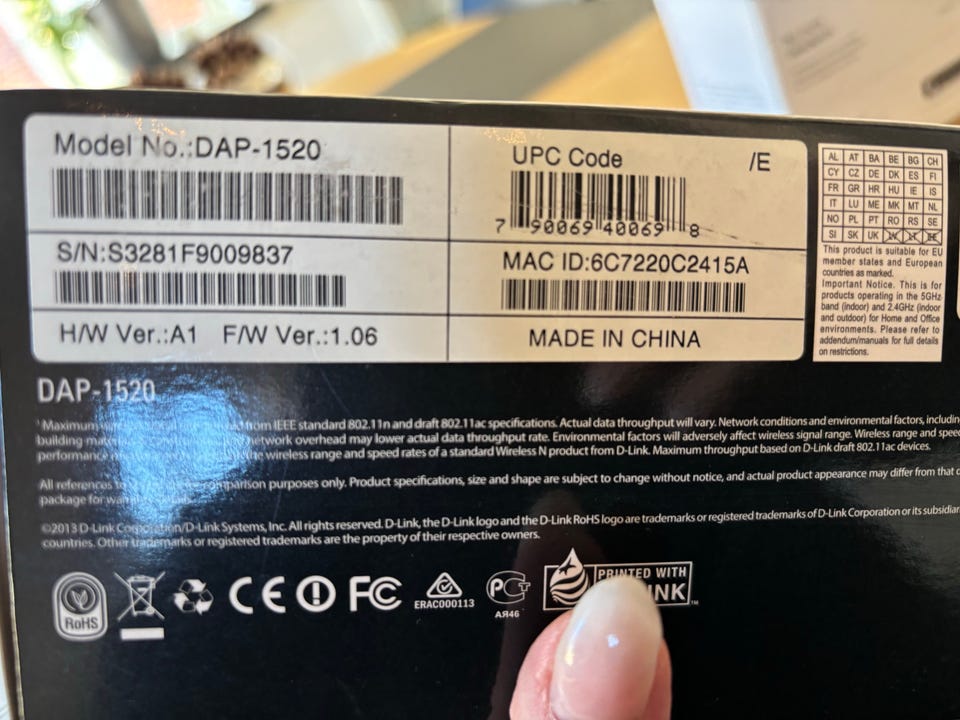 Model No.:DAP-1520
UPC Code /E
7 90069 40069 8
S/N:S3281F9009837
MAC ID:6C7220C2415A
H/W Ver.:A1 F/W Ver.:1.06
MADE IN CHINA
AL AT BA BE BG CH
CY CZ DE DK ES FI
FR GR HR HU IE IS
IT LU ME MK MT NL
NO PL PT RO RS SE
SI SK UK
This product is suitable for EU
member states and European
countries as marked.
Important Notice. This is for
products operating in the 5GHz
band (indoor) and 2.4GHz (indoor
and outdoor) for Home and Office
environments. Please refer to
addendum/manuals for full details
on restrictions.
DAP-1520
¹Maximum from IEEE standard 802.11n and draft 802.11ac specifications. Actual data throughput will vary. Network conditions and environmental factors,
building network overhead may lower actual data throughput rate. Environmental factors will adversely affect wireless signal range. Wireless range and
performance wireless range and speed rates of a standard Wireless N product from D-Link. Maximum throughput based on D-Link draft 802.11ac devices.
All references comparison purposes only. Product specifications, size and shape are subject to change without notice, and actual product appearance may differ from that
package for
©2013 D-Link Corporation/D-Link Systems, Inc. All rights reserved. D-Link, the D-Link logo and the D-Link RoHS logo are trademarks or registered trademarks of D-Link Corporation or its
countries. Other trademarks or registered trademarks are the property of their respective owners.
RoHS
CE
FC
ERAC000113
PCT
АЯ46
PRINTED WITH
INK
TM